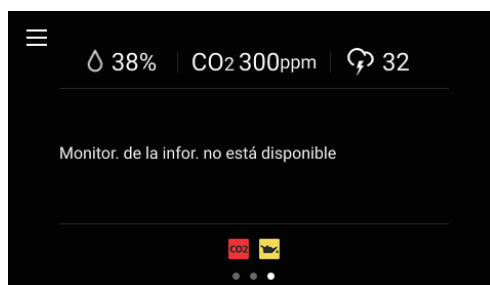 38% CO2 300ppm 32
Monitor. de la infor. no está disponible
CO2